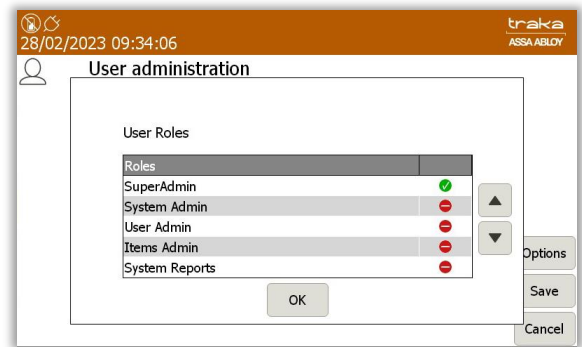 traka
28/02/2023 09:34:06
ASSA ABLOY
User administration
User Roles
Roles
SuperAdmin
System Admin
User Admin
Items Admin
System Reports
OK
Options
Save
Cancel